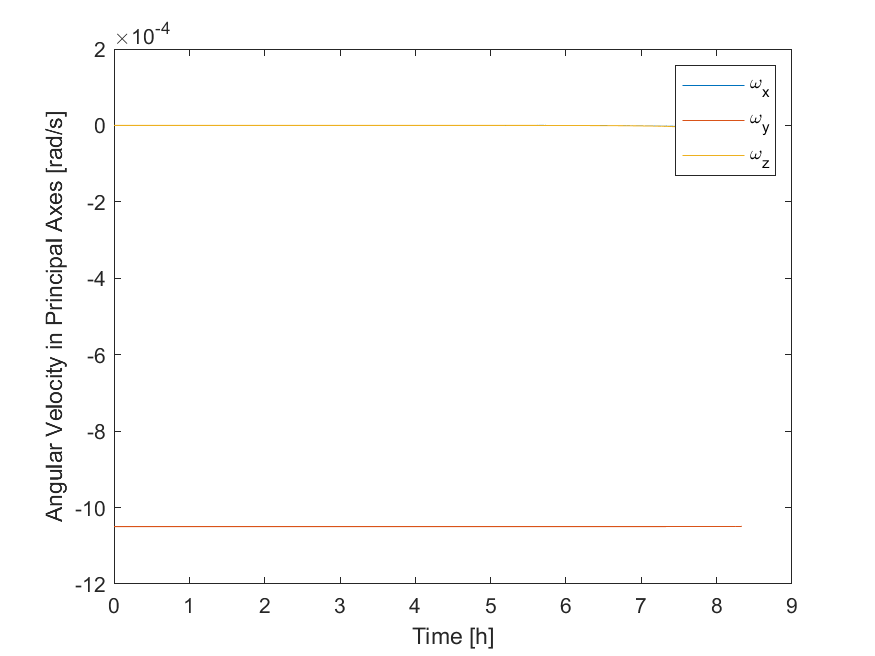 ×10-4
2
0
-2
-4
-6
-8
-10
-12
0 1 2 3 4 5 6 7 8 9
Time [h]
Angular Velocity in Principal Axes [rad/s]
ωx
ωy
ωz